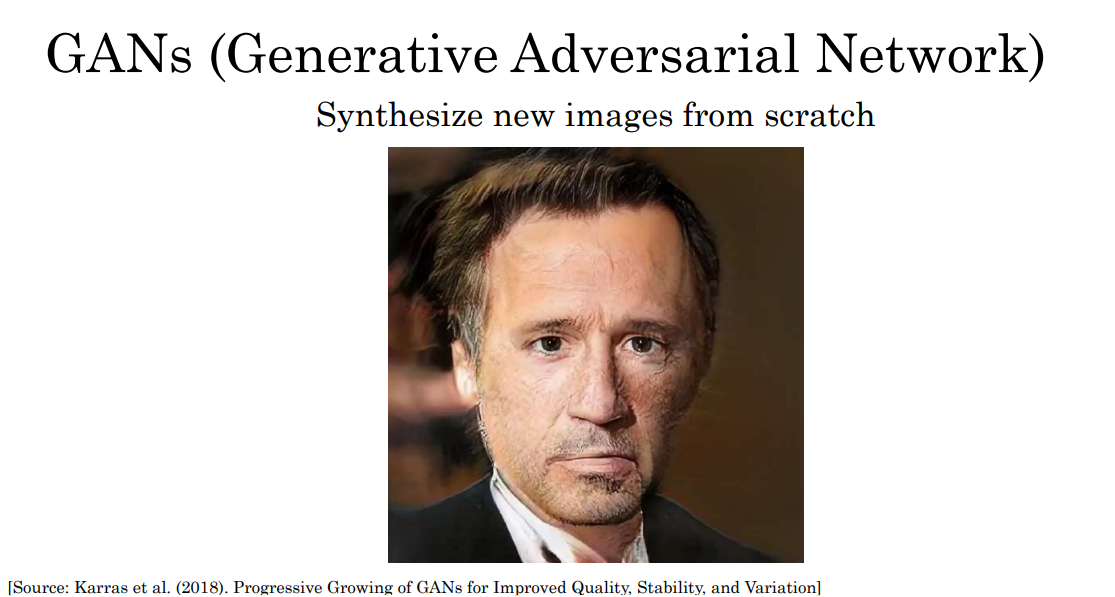 GANs (Generative Adversarial Network)
Synthesize new images from scratch
[Source: Karras et al. (2018). Progressive Growing of GANs for Improved Quality, Stability, and Variation]